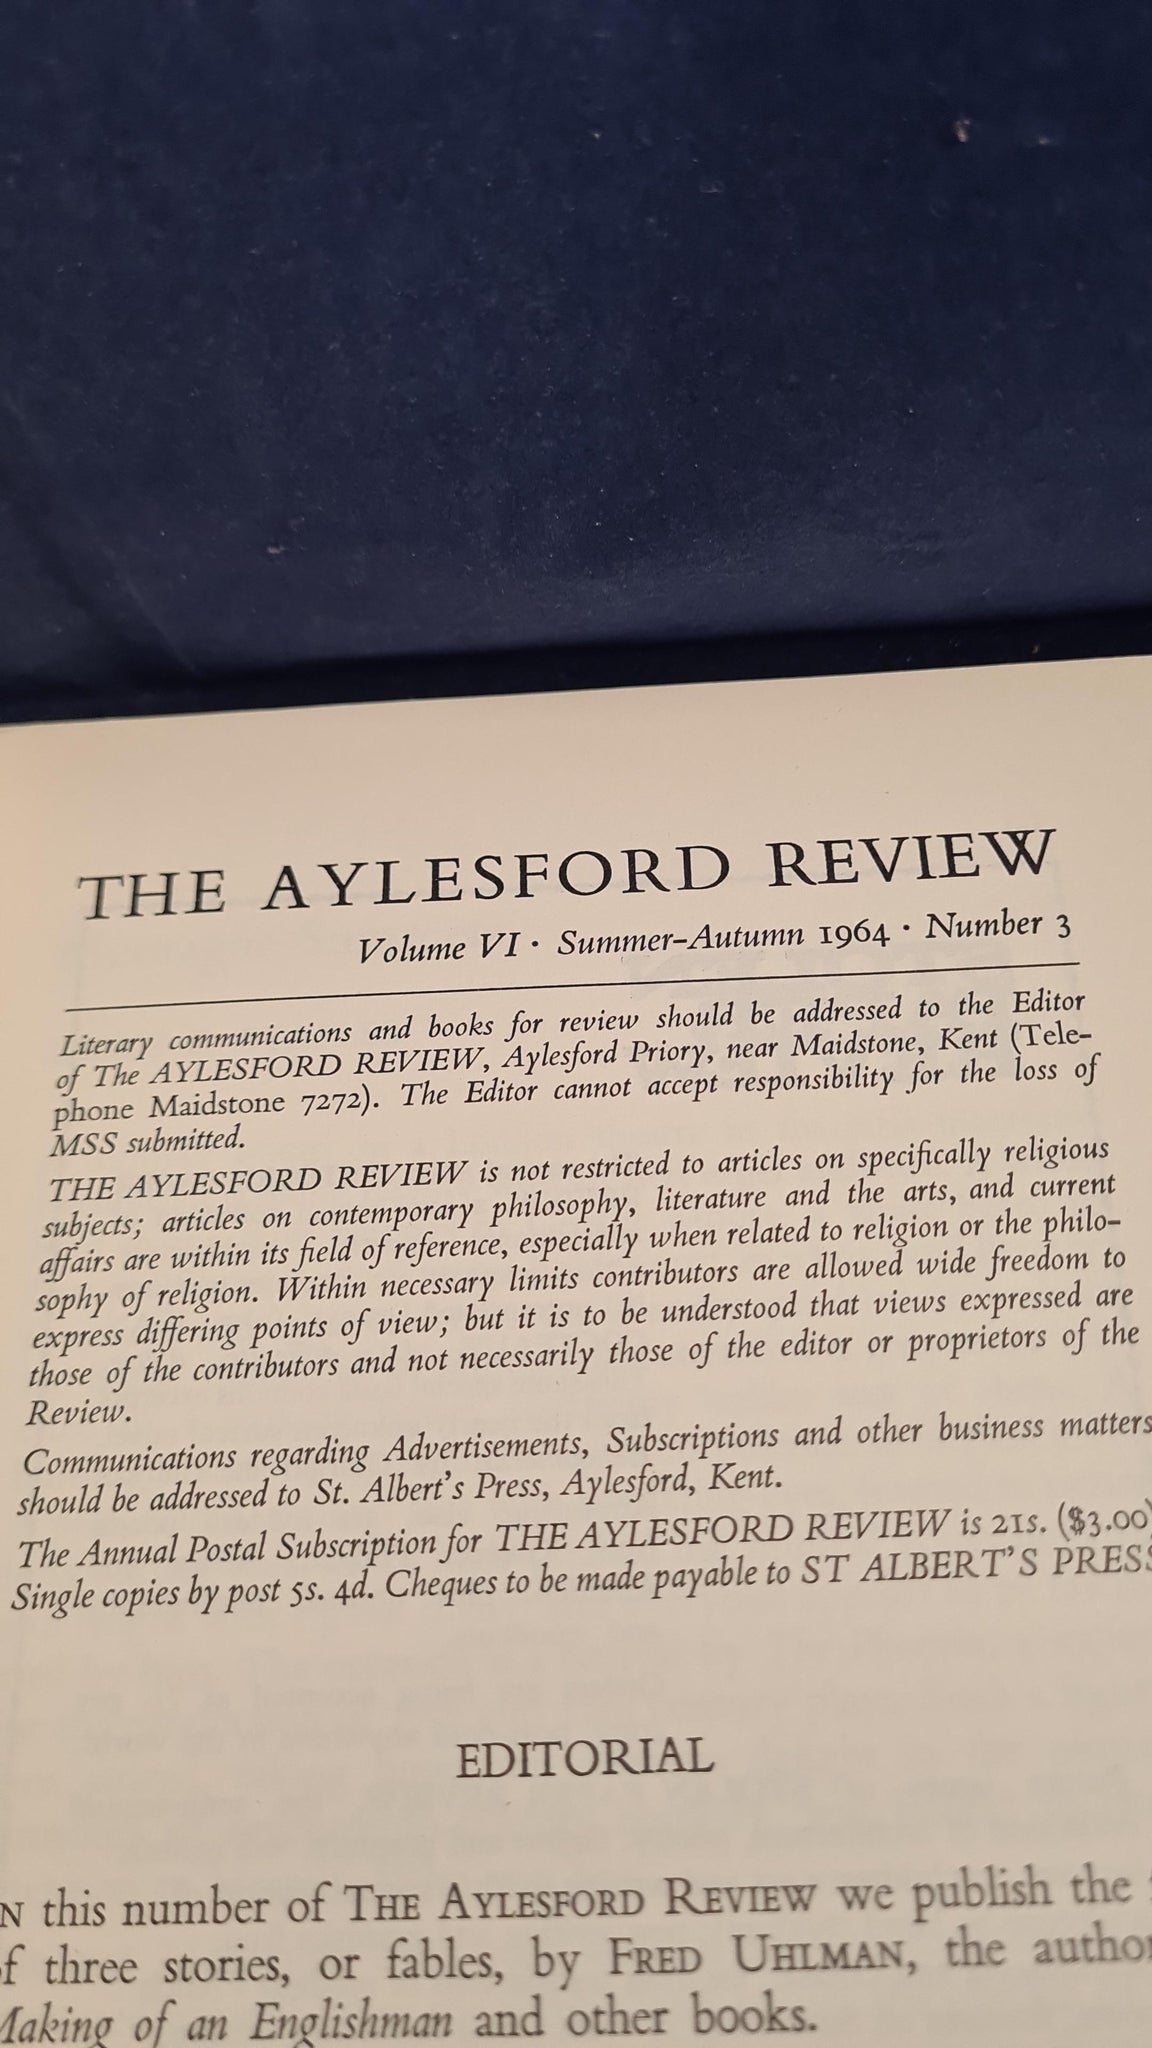 THE AYLESFORD REVIEW
Volume VI · Summer–Autumn 1964 · Number 3
Literary communications and books for review should be addressed to the Editor
of The AYLESFORD REVIEW, Aylesford Priory, near Maidstone, Kent (Tele-
phone Maidstone 7272). The Editor cannot accept responsibility for the loss of
MSS submitted.
THE AYLESFORD REVIEW is not restricted to articles on specifically religious
subjects; articles on contemporary philosophy, literature and the arts, and current
affairs are within its field of reference, especially when related to religion or the philo-
sophy of religion. Within necessary limits contributors are allowed wide freedom to
express differing points of view; but it is to be understood that views expressed are
those of the contributors and not necessarily those of the editor or proprietors of the
Review.
Communications regarding Advertisements, Subscriptions and other business matters
should be addressed to St. Albert's Press, Aylesford, Kent.
The Annual Postal Subscription for THE AYLESFORD REVIEW is 21s. ($3.00)
Single copies by post 5s. 4d. Cheques to be made payable to ST ALBERT'S PRESS
EDITORIAL
N this number of THE AYLESFORD REVIEW we publish the
of three stories, or fables, by FRED UHLMAN, the author
Making of an Englishman and other books.